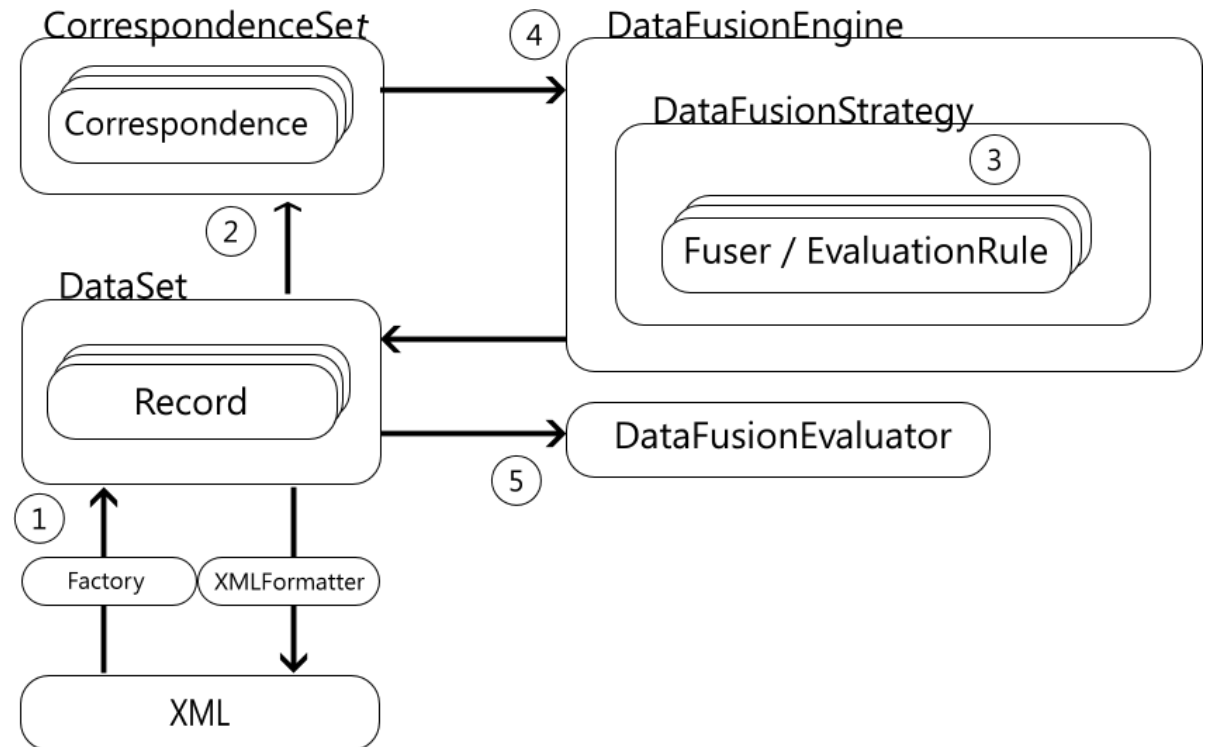 CorrespondenceSet
4
DataFusionEngine
Correspondence
DataFusionStrategy
3
2
Fuser / EvaluationRule
DataSet
Record
DataFusionEvaluator
5
1
Factory
XMLFormatter
XML